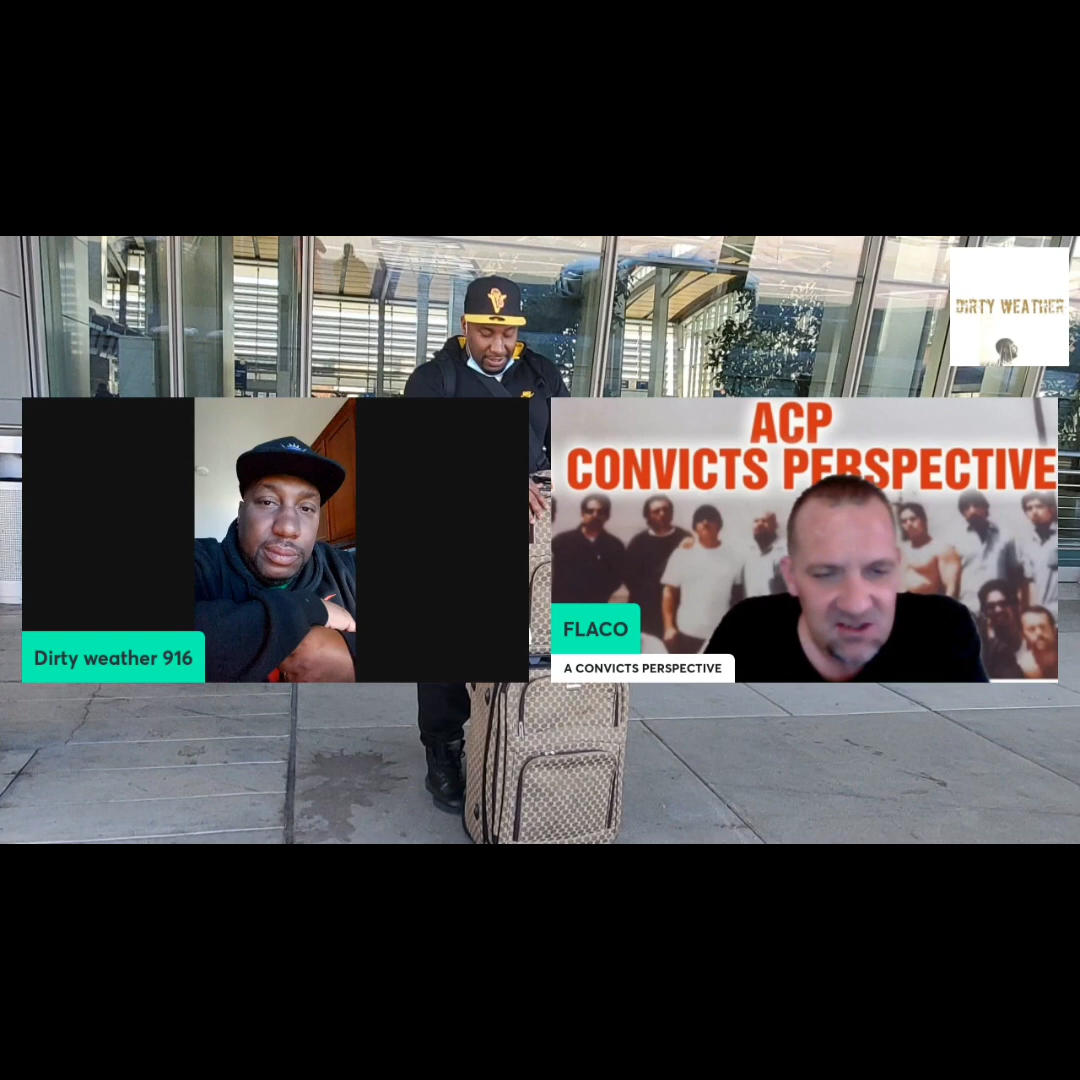 DIRTY WEATHER
ACP
CONVICTS PERSPECTIVE
Dirty weather 916
FLACO
A CONVICTS PERSPECTIVE